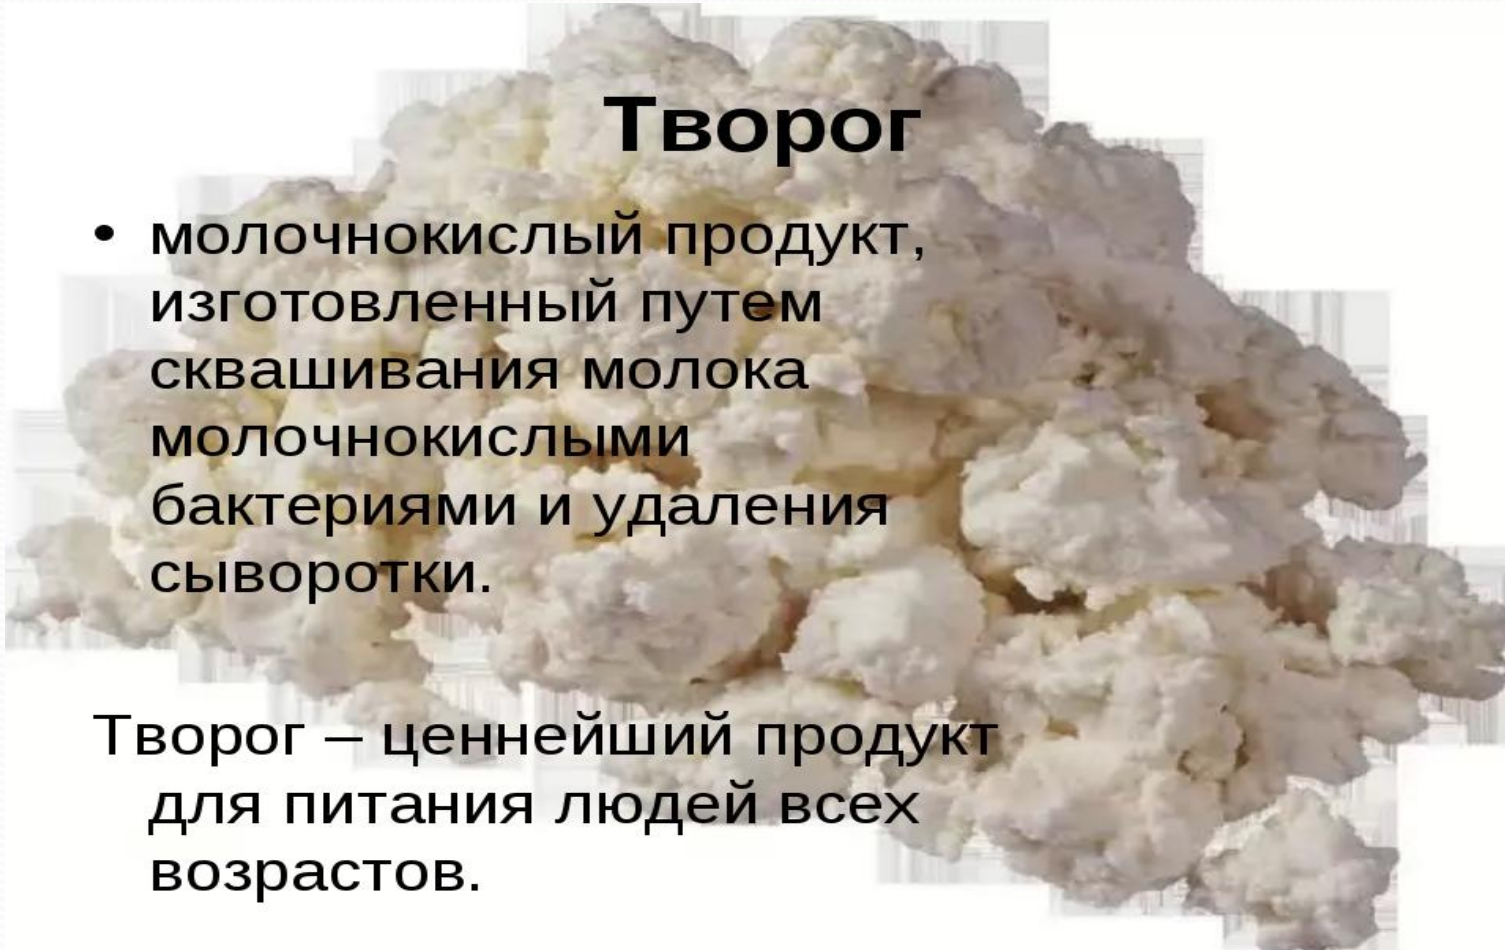 Творог
• молочнокислый продукт,
изготовленный путем
сквашивания молока
молочнокислыми
бактериями и удаления
сыворотки.
Творог – ценнейший продукт
для питания людей всех
возрастов.